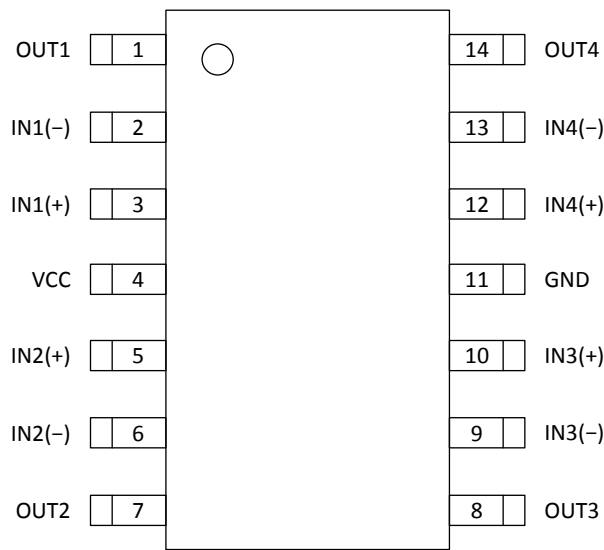 OUT1 1 14 OUT4
IN1(−) 2 13 IN4(−)
IN1(+) 3 12 IN4(+)
VCC 4 11 GND
IN2(+) 5 10 IN3(+)
IN2(−) 6 9 IN3(−)
OUT2 7 8 OUT3